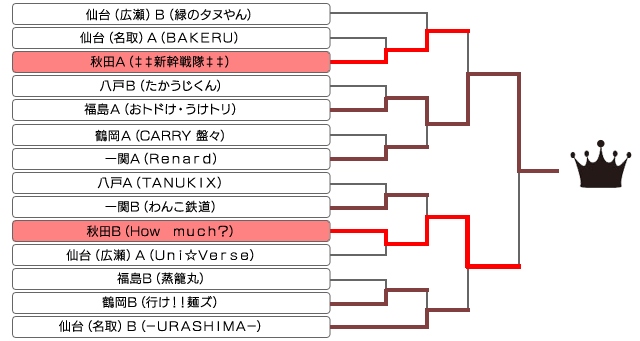 仙台（広瀬）B（緑のタヌやん）
仙台（名取）A（BAKERU）
秋田A（‡‡新幹戦隊‡‡）
八戸B（たかうじくん）
福島A（おトドけ・うけトリ）
鶴岡A（CARRY 盤々）
一関A（Renard）
八戸A（TANUKIX）
一関B（わんこ鉄道）
秋田B（How　much?）
仙台（広瀬）A（Uni☆Verse）
福島B（蒸籠丸）
鶴岡B（行け！！麺ズ）
仙台（名取）B（－URASHIMA－）